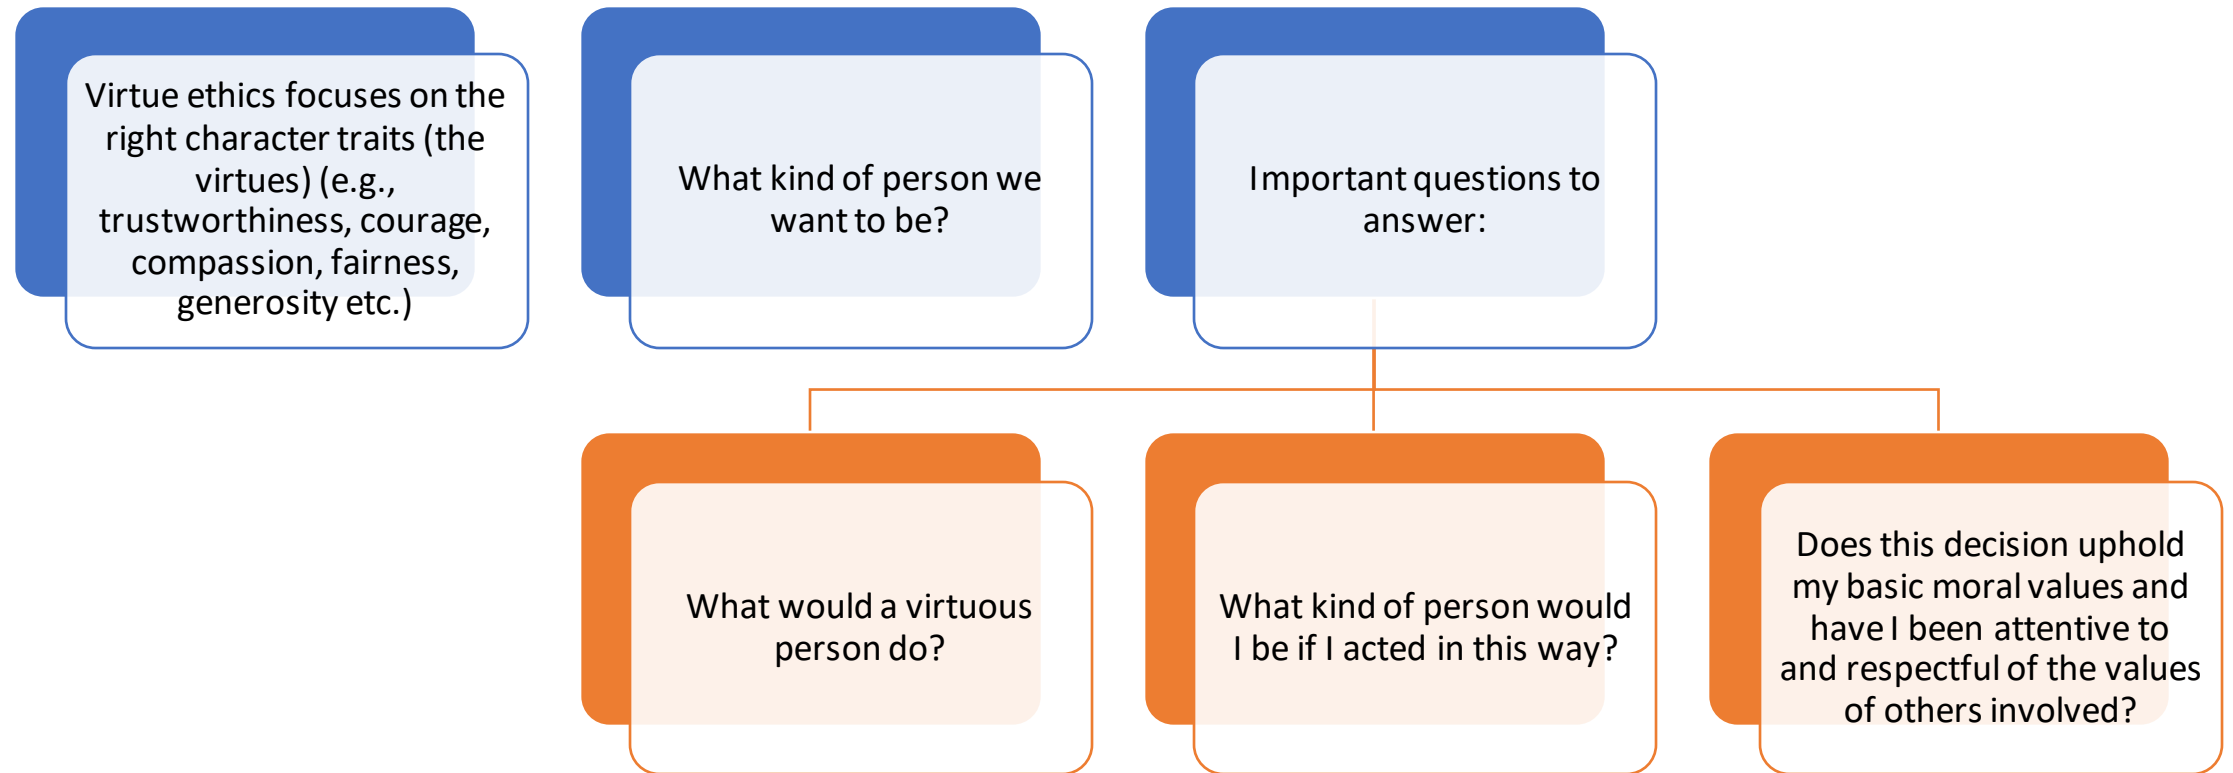 Virtue ethics focuses on the
right character traits (the
virtues) (e.g.,
trustworthiness, courage,
compassion, fairness,
generosity etc.)
What kind of person we
want to be?
Important questions to
answer:
What would a virtuous
person do?
What kind of person would
I be if I acted in this way?
Does this decision uphold
my basic moral values and
have I been attentive to
and respectful of the values
of others involved?